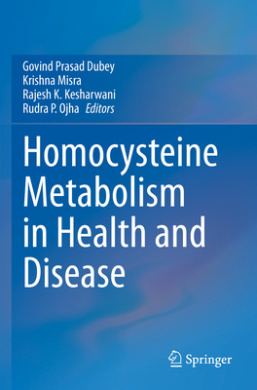 Govind Prasad Dubey
Krishna Misra
Rajesh K. Kesharwani
Rudra P. Ojha Editors
Homocysteine
Metabolism
in Health and
Disease
Springer